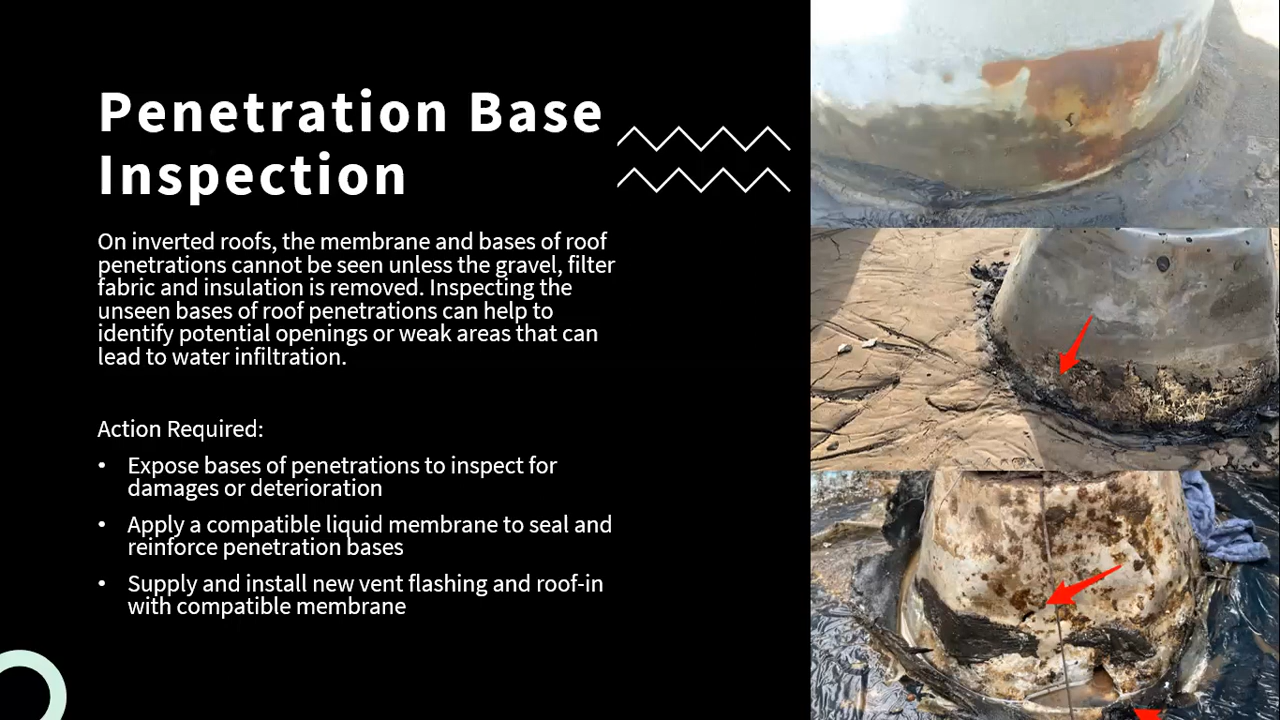 Penetration Base
Inspection
On inverted roofs, the membrane and bases of roof
penetrations cannot be seen unless the gravel, filter
fabric and insulation is removed. Inspecting the
unseen bases of roof penetrations can help to
identify potential openings or weak areas that can
lead to water infiltration.
Action Required:
• Expose bases of penetrations to inspect for
damages or deterioration
• Apply a compatible liquid membrane to seal and
reinforce penetration bases
• Supply and install new vent flashing and roof-in
with compatible membrane